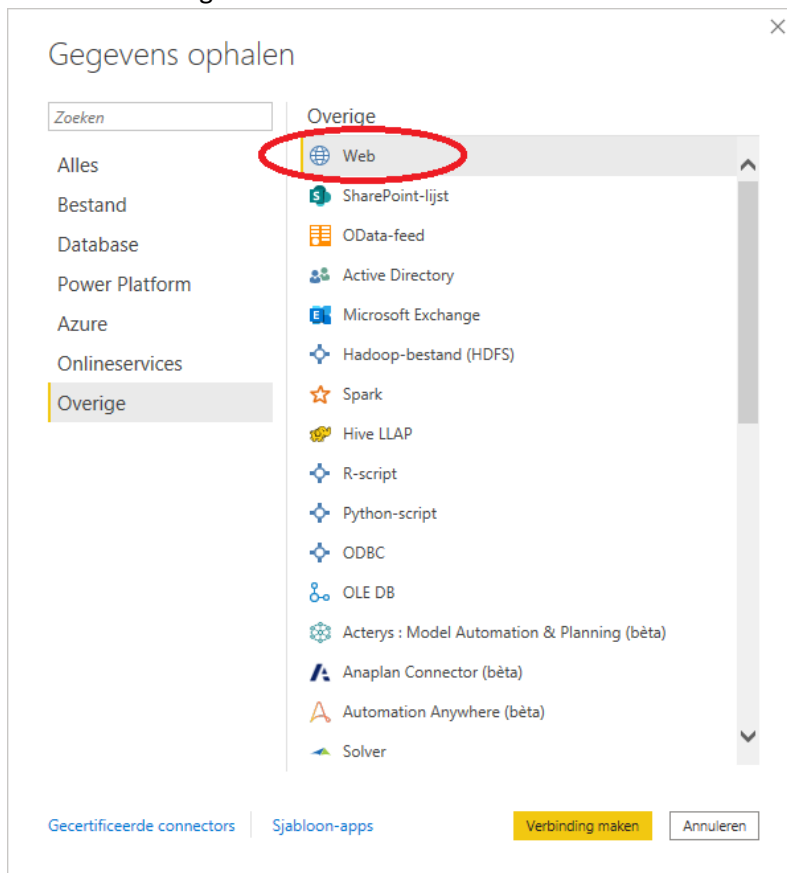 Gegevens ophalen
Zoeken
Alles
Bestand
Database
Power Platform
Azure
Onlineservices
Overige
Overige
Web
SharePoint-lijst
OData-feed
Active Directory
Microsoft Exchange
Hadoop-bestand (HDFS)
Spark
Hive LLAP
R-script
Python-script
ODBC
OLE DB
Acterys : Model Automation & Planning (bèta)
Anaplan Connector (bèta)
Automation Anywhere (bèta)
Solver
Gecertificeerde connectors
Sjabloon-apps
Verbinding maken
Annuleren